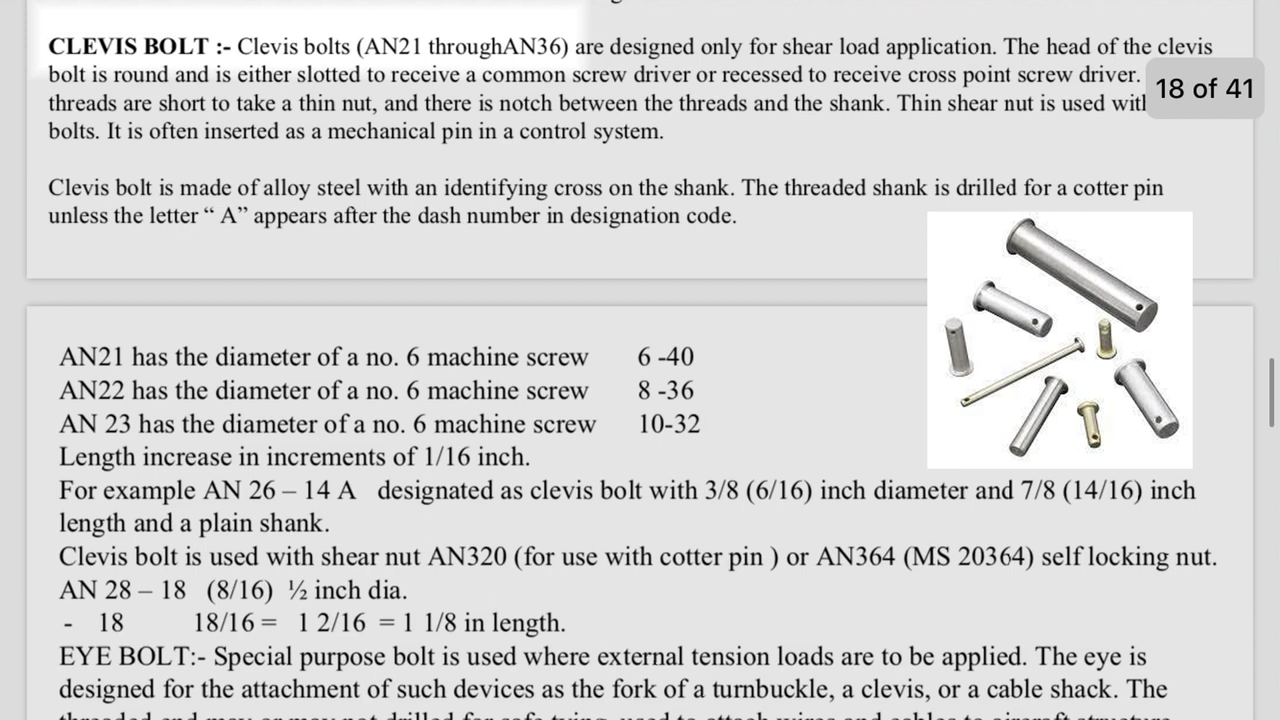 CLEVIS BOLT :- Clevis bolts (AN21 throughAN36) are designed only for shear load application. The head of the clevis
bolt is round and is either slotted to receive a common screw driver or recessed to receive cross point screw driver.
18 of 41
threads are short to take a thin nut, and there is notch between the threads and the shank. Thin shear nut is used
bolts. It is often inserted as a mechanical pin in a control system.
Clevis bolt is made of alloy steel with an identifying cross on the shank. The threaded shank is drilled for a cotter pin
unless the letter “ A” appears after the dash number in designation code.
AN21 has the diameter of a no. 6 machine screw 6 -40
AN22 has the diameter of a no. 6 machine screw 8 -36
AN 23 has the diameter of a no. 6 machine screw 10-32
Length increase in increments of 1/16 inch.
For example AN 26 – 14 A designated as clevis bolt with 3/8 (6/16) inch diameter and 7/8 (14/16) inch
length and a plain shank.
Clevis bolt is used with shear nut AN320 (for use with cotter pin ) or AN364 (MS 20364) self locking nut.
AN 28 – 18 (8/16) ½ inch dia.
- 18 18/16 = 1 2/16 = 1 1/8 in length.
EYE BOLT:- Special purpose bolt is used where external tension loads are to be applied. The eye is
designed for the attachment of such devices as the fork of a turnbuckle, a clevis, or a cable shack. The